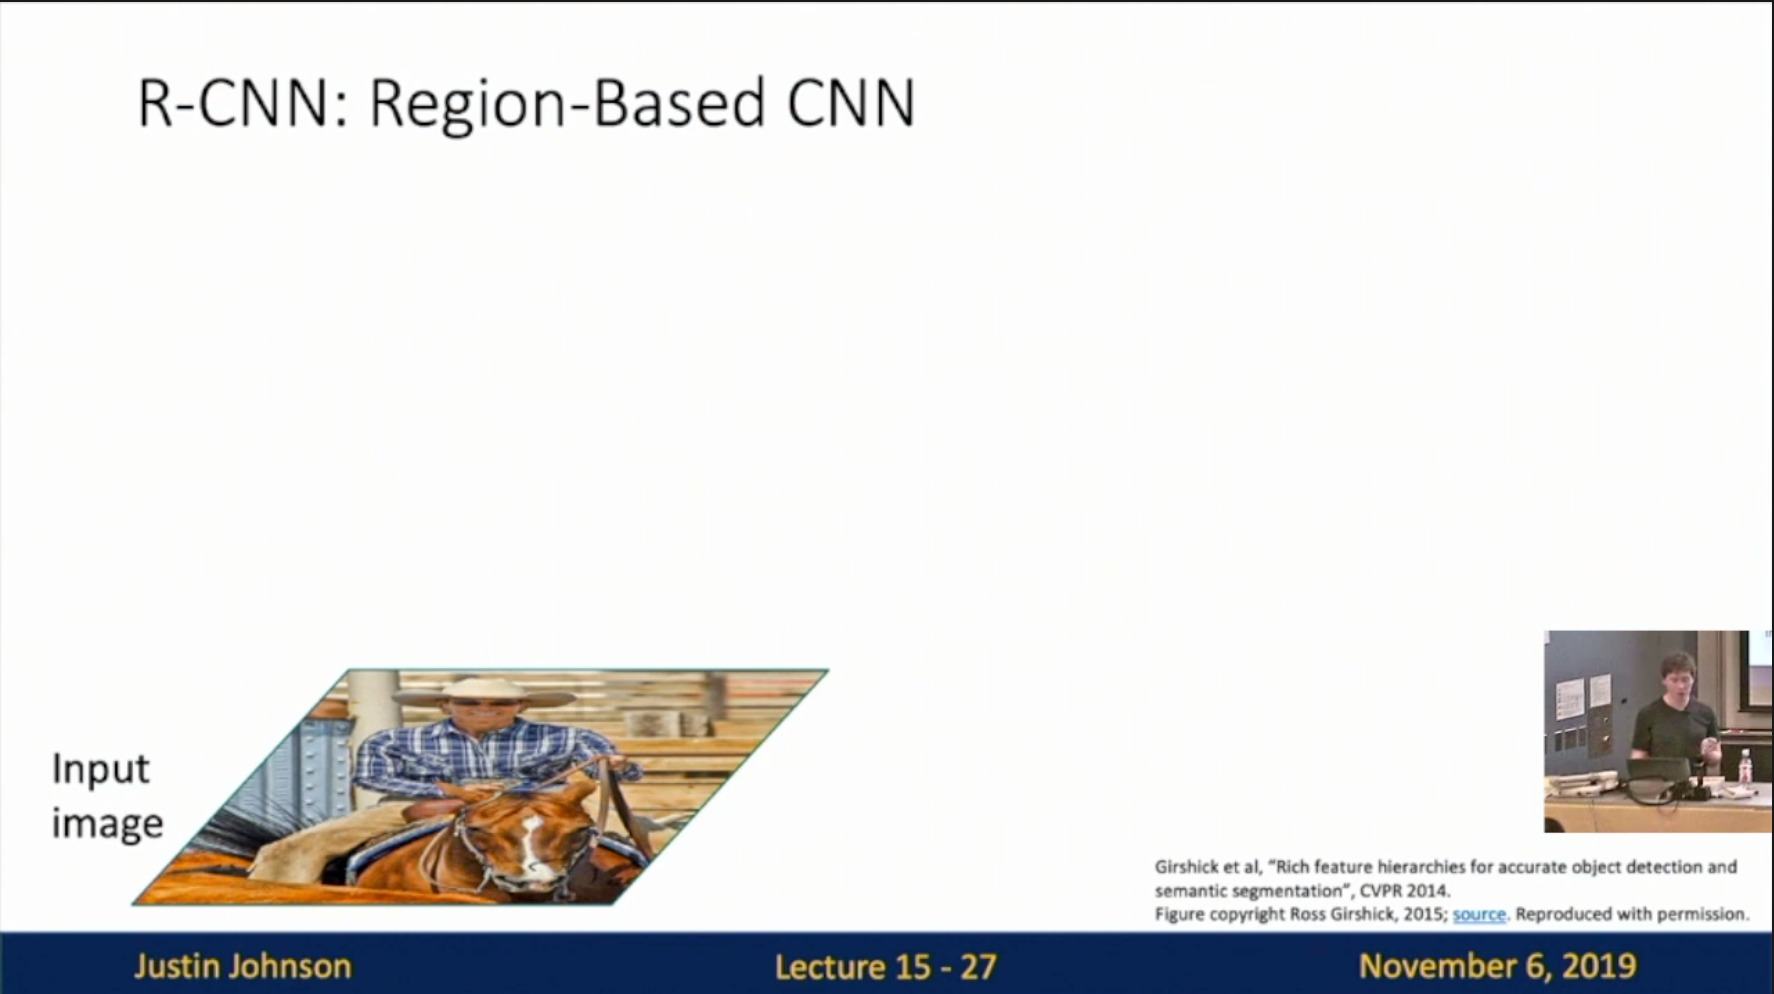 R-CNN: Region-Based CNN
Input
image
Girshick et al, "Rich feature hierarchies for accurate object detection and
semantic segmentation", CVPR 2014.
Figure copyright Ross Girshick, 2015; source. Reproduced with permission.
Justin Johnson
Lecture 15 - 27
November 6, 2019